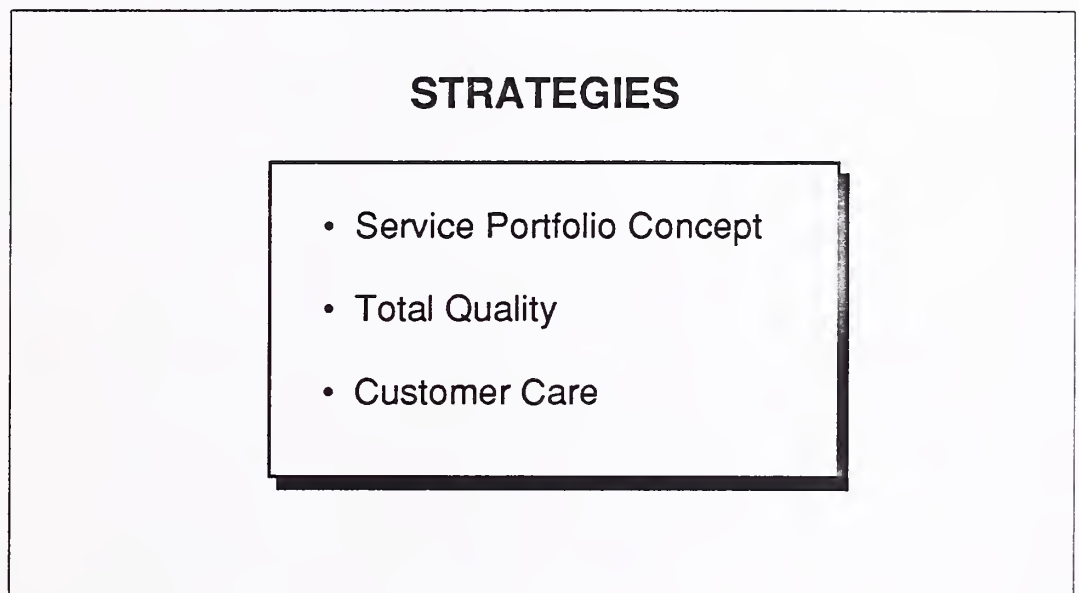 STRATEGIES
• Service Portfolio Concept
• Total Quality
• Customer Care